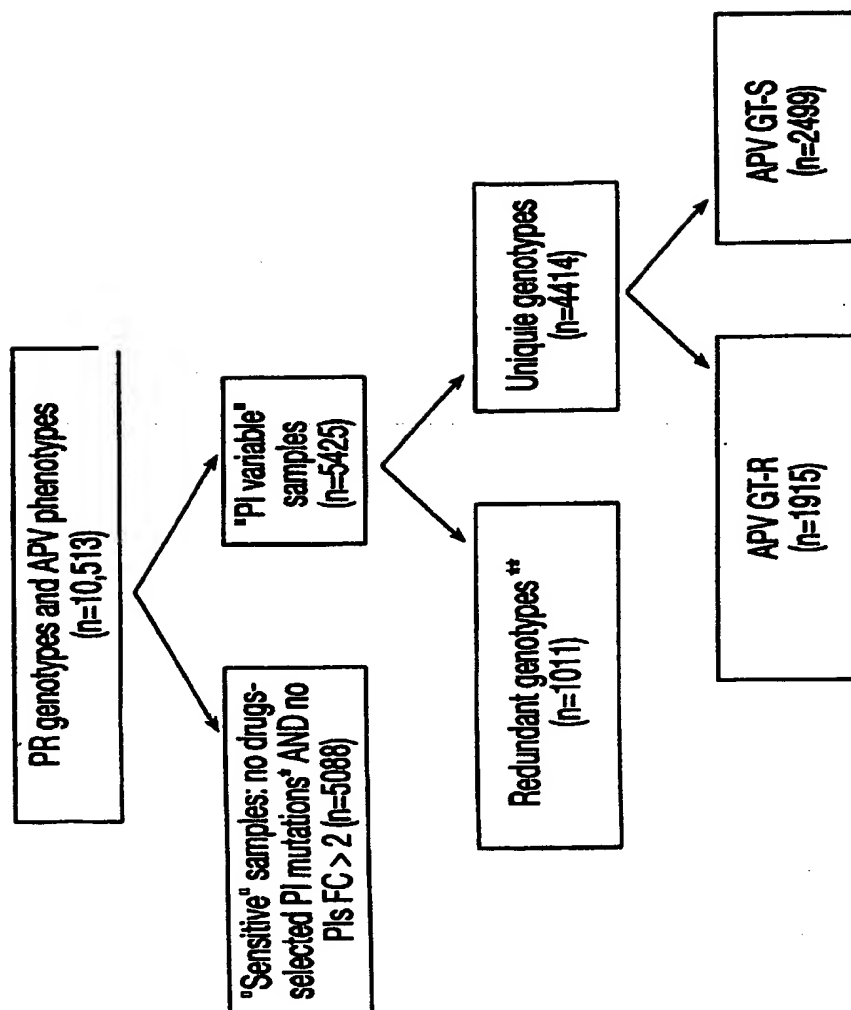 PR genotypes and APV phenotypes
(n=10,513)
"Sensitive" samples: no drugs-
selected PI mutations* AND no
PIs FC > 2 (n=5088)
"PI variable"
samples
(n=5425)
Redundant genotypes**
(n=1011)
Uniquie genotypes
(n=4414)
APV GT-R
(n=1915)
APV GT-S
(n=2499)